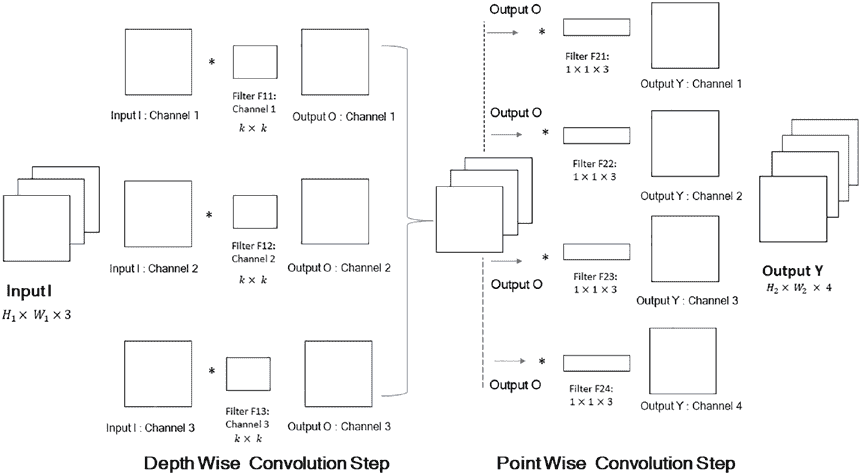 Output O
*
Filter F21:
1 × 1 × 3
Output Y : Channel 1
*
Input I : Channel 1
Filter F11:
Channel 1
k × k
Output O : Channel 1
Output O
*
Filter F22:
1 × 1 × 3
Output Y : Channel 2
*
Input I : Channel 2
Filter F12:
Channel 2
k × k
Output O : Channel 2
*
Output O
Filter F23:
1 × 1 × 3
Output Y : Channel 3
Input I
H₁ × W₁ × 3
Output Y
H₂ × W₂ × 4
*
Input I : Channel 3
Filter F13:
Channel 3
k × k
Output O : Channel 3
*
Output O
Filter F24:
1 × 1 × 3
Output Y : Channel 4
Depth Wise Convolution Step
Point Wise Convolution Step